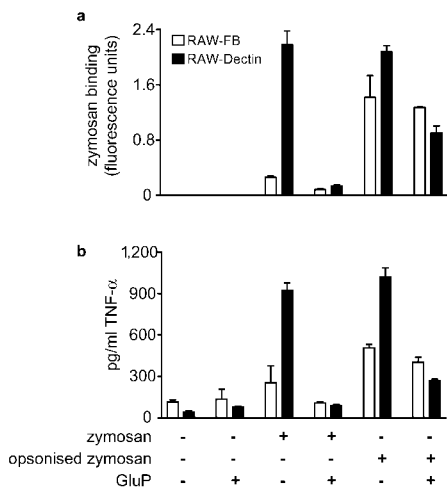 a
2.4
1.6
0.8
0
zymosan binding
(fluorescence units)
RAW-FB
RAW-Dectin
b
1,200
900
600
300
0
pg/ml TNF-α
zymosan - - + + - -
opsonised zymosan - - - - + +
GluP - + - + - +